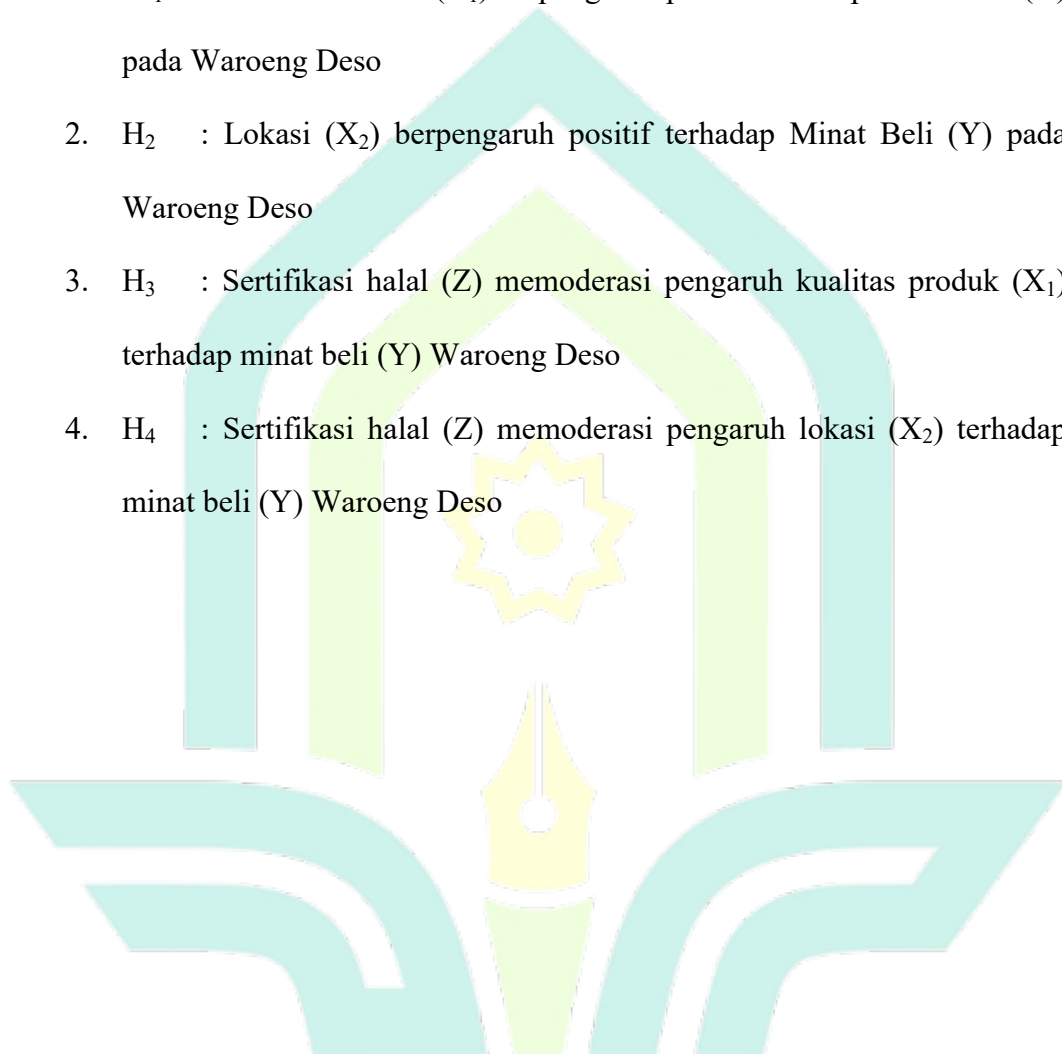 pada Waroeng Deso
2. H₂ : Lokasi (X₂) berpengaruh positif terhadap Minat Beli (Y) pada
Waroeng Deso
3. H₃ : Sertifikasi halal (Z) memoderasi pengaruh kualitas produk (X₁)
terhadap minat beli (Y) Waroeng Deso
4. H₄ : Sertifikasi halal (Z) memoderasi pengaruh lokasi (X₂) terhadap
minat beli (Y) Waroeng Deso